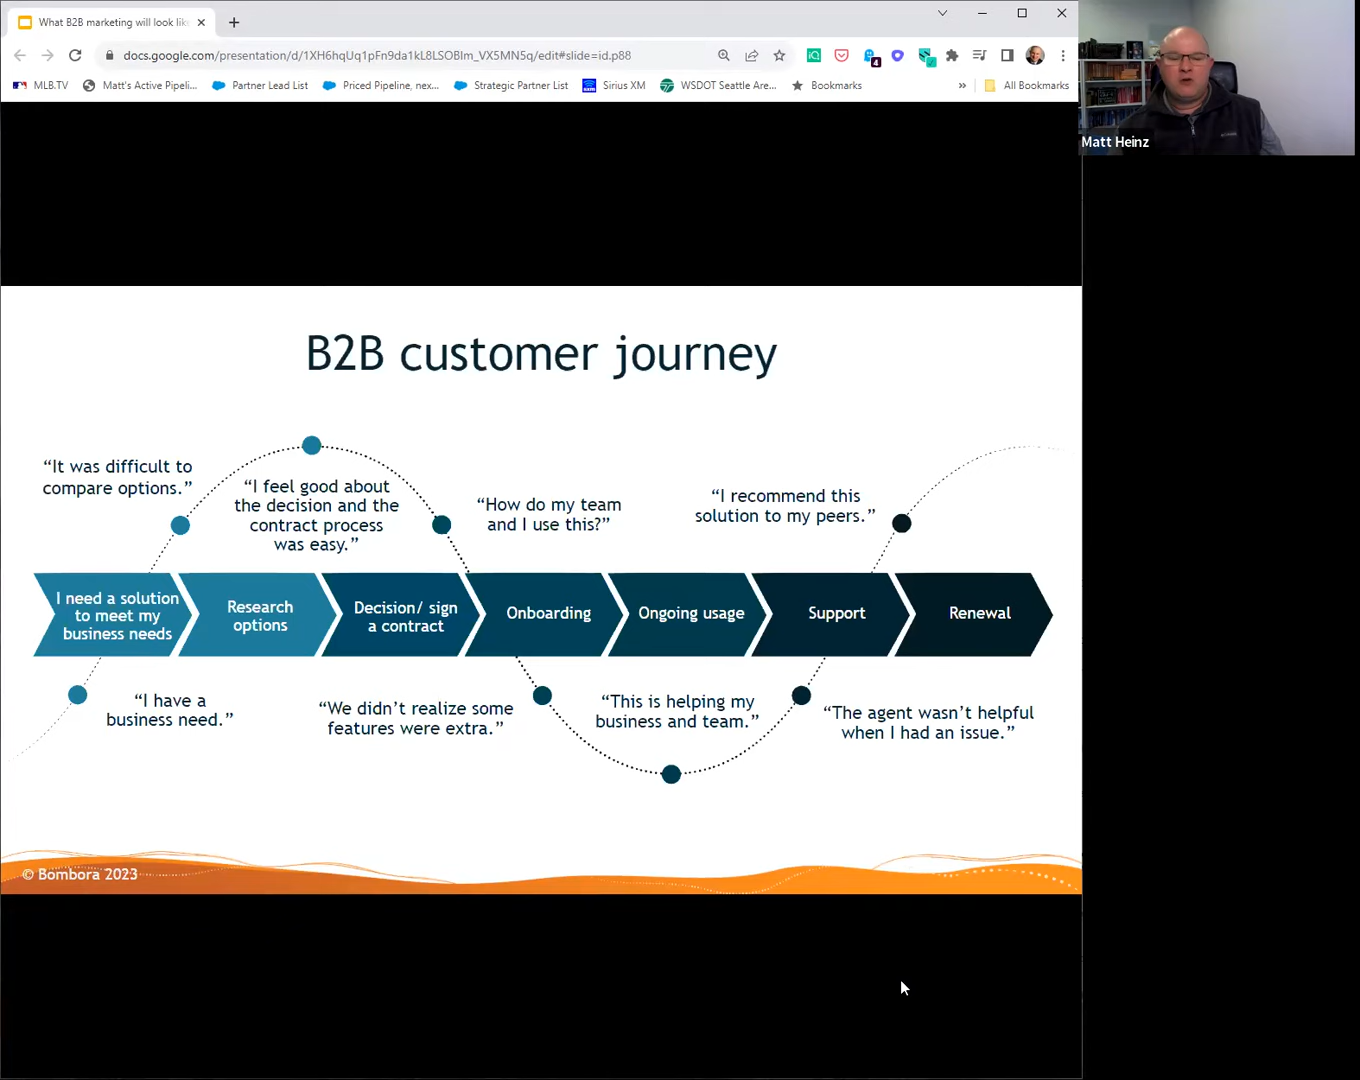 What B2B marketing will look lik
docs.google.com/presentation/d/1XH6hqUq1pFn9da1kL8LSOBIm_VX5MN5q/edit#slide=id.p88
4
MLB.TV
Matt's Active Pipeli...
Partner Lead List
Priced Pipeline, nex...
Strategic Partner List
Sirius XM
WSDOT Seattle Are...
Bookmarks
»
All Bookmarks
Matt Heinz
B2B customer journey
“It was difficult to
compare options.”
“I feel good about
the decision and the
contract process
was easy.”
“How do my team
and I use this?”
“I recommend this
solution to my peers.”
I need a solution
to meet my
business needs
Research
options
Decision/ sign
a contract
Onboarding
Ongoing usage
Support
Renewal
“I have a
business need.”
“We didn’t realize some
features were extra.”
“This is helping my
business and team.”
“The agent wasn’t helpful
when I had an issue.”
© Bombora 2023